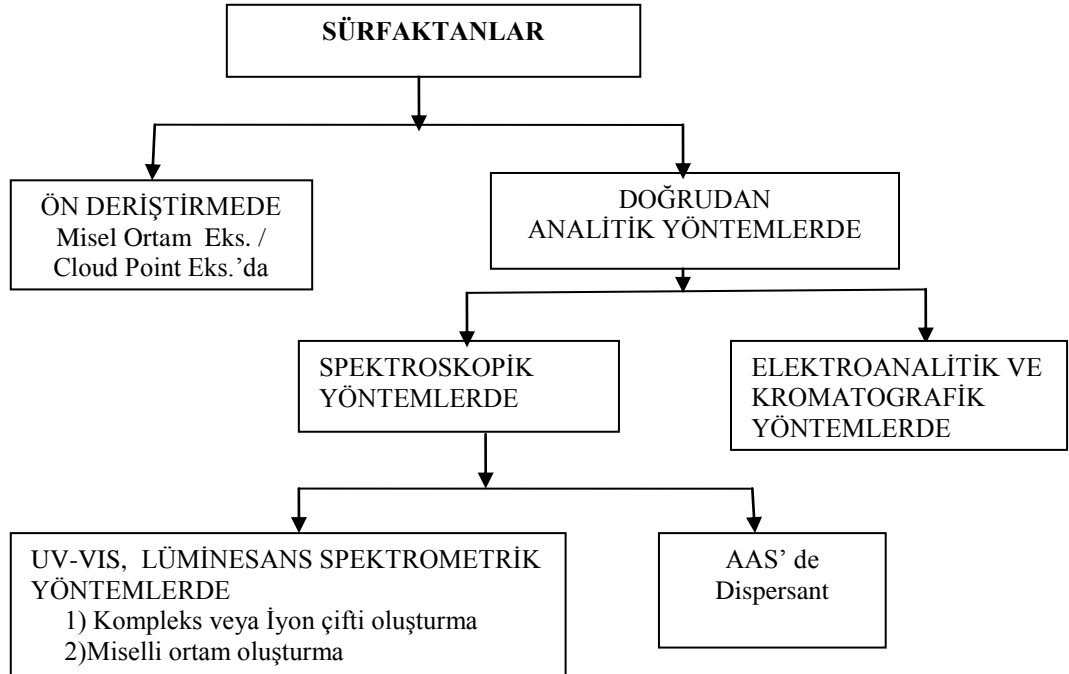 SÜRFAKTANLAR
ÖN DERİŞTİRMEDE
Misel Ortam Eks. /
Cloud Point Eks.'da
DOĞRUDAN
ANALİTİK YÖNTEMLERDE
SPEKTROSKOPİK
YÖNTEMLERDE
ELEKTROANALİTİK VE
KROMATOGRAFİK
YÖNTEMLERDE
UV-VIS, LÜMİNESANS SPEKTROMETRİK
YÖNTEMLERDE
1) Kompleks veya İyon çifti oluşturma
2)Miselli ortam oluşturma
AAS' de
Dispersant